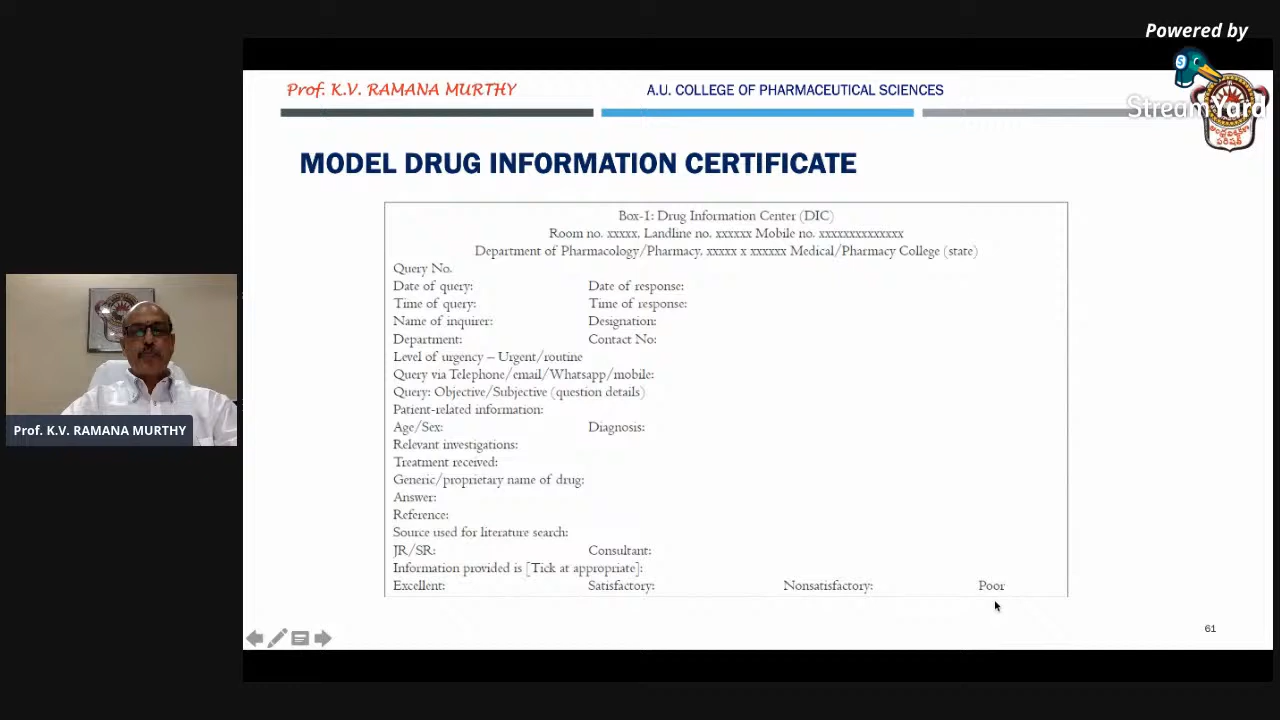 Powered by
StreamYard
Prof. K.V. RAMANA MURTHY
A.U. COLLEGE OF PHARMACEUTICAL SCIENCES
MODEL DRUG INFORMATION CERTIFICATE
Box-1: Drug Information Center (DIC)
Room no. xxxxx. Landline no. xxxxxx Mobile no. xxxxxxxxxxxxxx
Department of Pharmacology/Pharmacy. xxxxx x xxxxxx Medical/Pharmacy College (state)
Query No.
Date of query: Date of response:
Time of query: Time of response:
Name of inquirer: Designation:
Department: Contact No:
Level of urgency – Urgent/routine
Query via Telephone/email/Whatsapp/mobile:
Query: Objective/Subjective (question details)
Patient-related information:
Age/Sex: Diagnosis:
Relevant investigations:
Treatment received:
Generic/proprietary name of drug:
Answer:
Reference:
Source used for literature search:
JR/SR: Consultant:
Information provided is [Tick at appropriate]:
Excellent: Satisfactory: Nonsatisfactory: Poor
61
Prof. K.V. RAMANA MURTHY